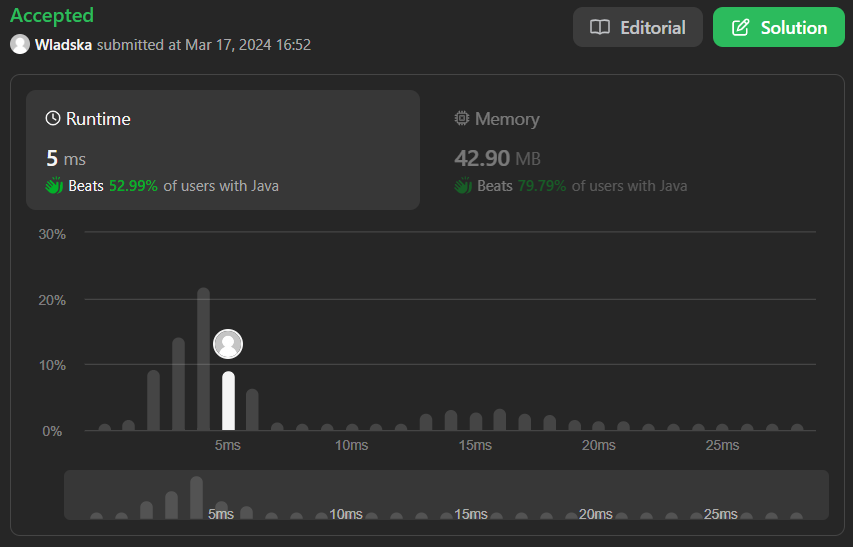 Accepted
Editorial
Solution
Wladska submitted at Mar 17, 2024 16:52
Runtime
5 ms
Beats 52.99% of users with Java
Memory
42.90 MB
Beats 79.79% of users with Java
30%
20%
10%
0%
5ms 10ms 15ms 20ms 25ms
5ms 10ms 15ms 20ms 25ms